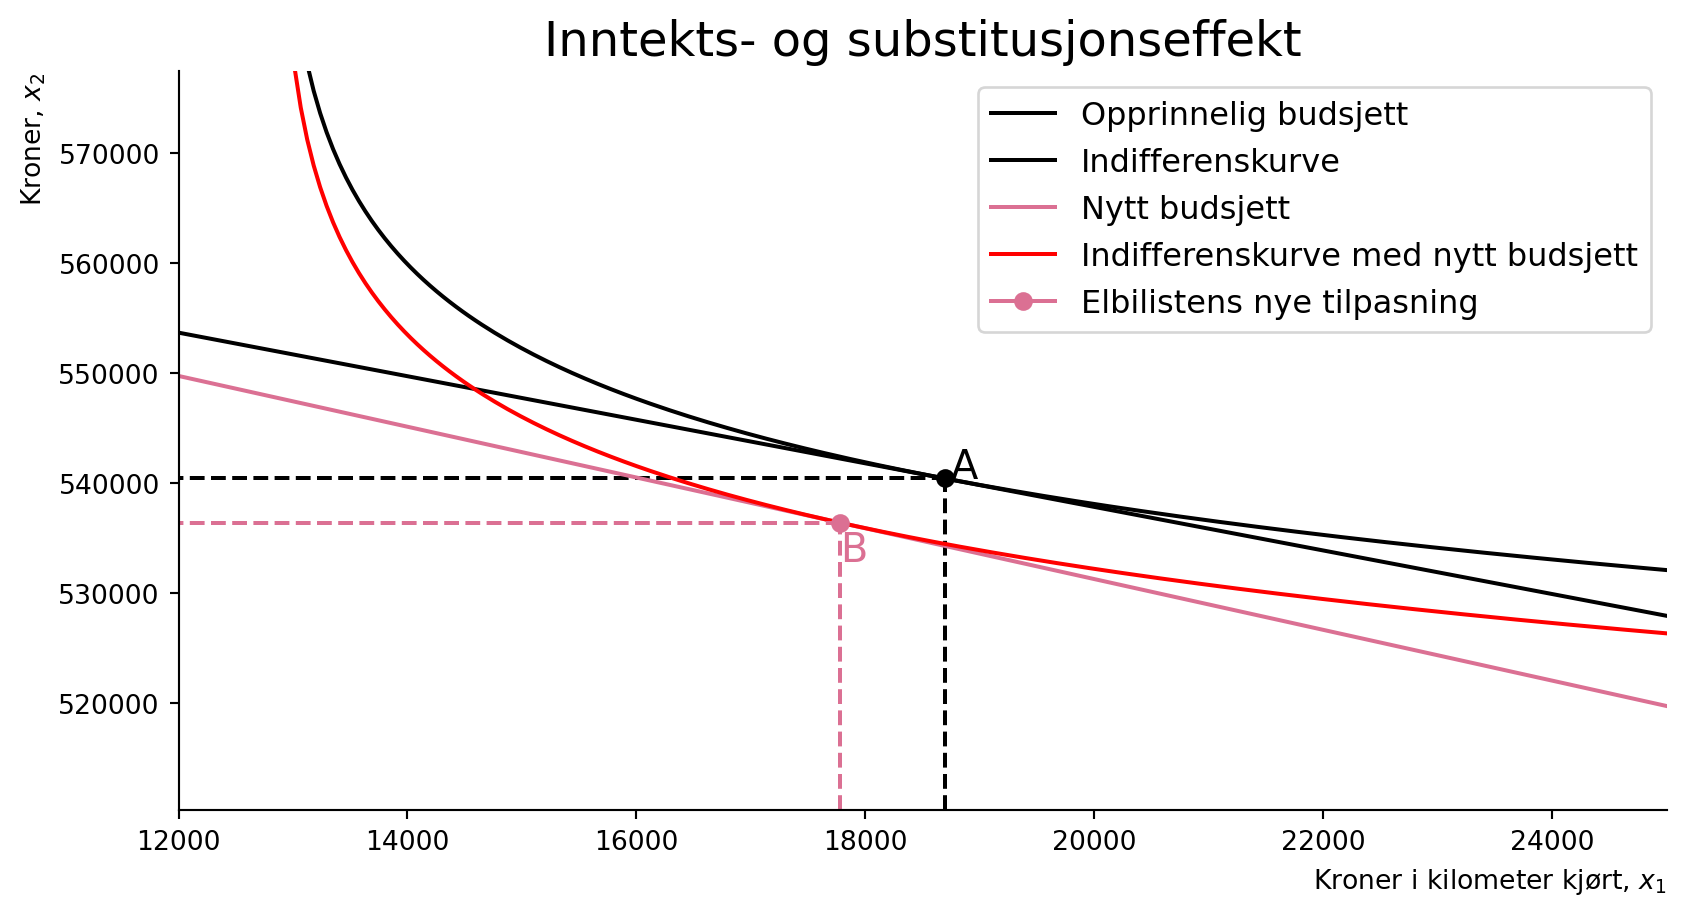 Inntekts- og substitusjonseffekt
Kroner, x₂
570000
560000
550000
540000
530000
520000
Opprinnelig budsjett
Indifferenskurve
Nytt budsjett
Indifferenskurve med nytt budsjett
Elbilistens nye tilpasning
A
B
12000 14000 16000 18000 20000 22000 24000
Kroner i kilometer kjørt, x₁